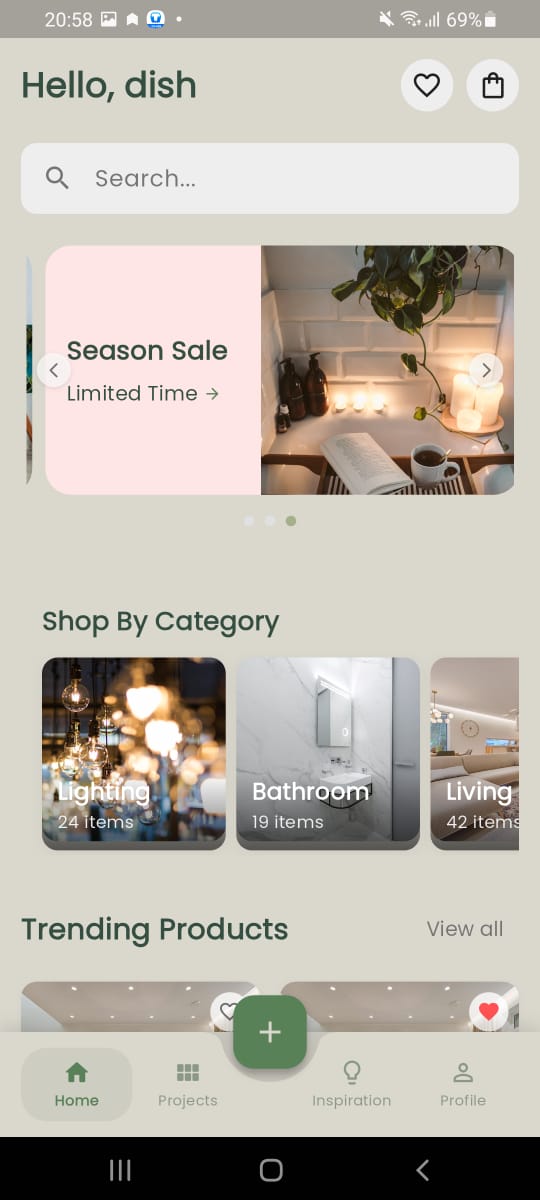 20:58
69%
Hello, dish
Search...
Season Sale
Limited Time →
Shop By Category
Lighting
24 items
Bathroom
19 items
Living
42 items
Trending Products
View all
+
Home
Projects
Inspiration
Profile